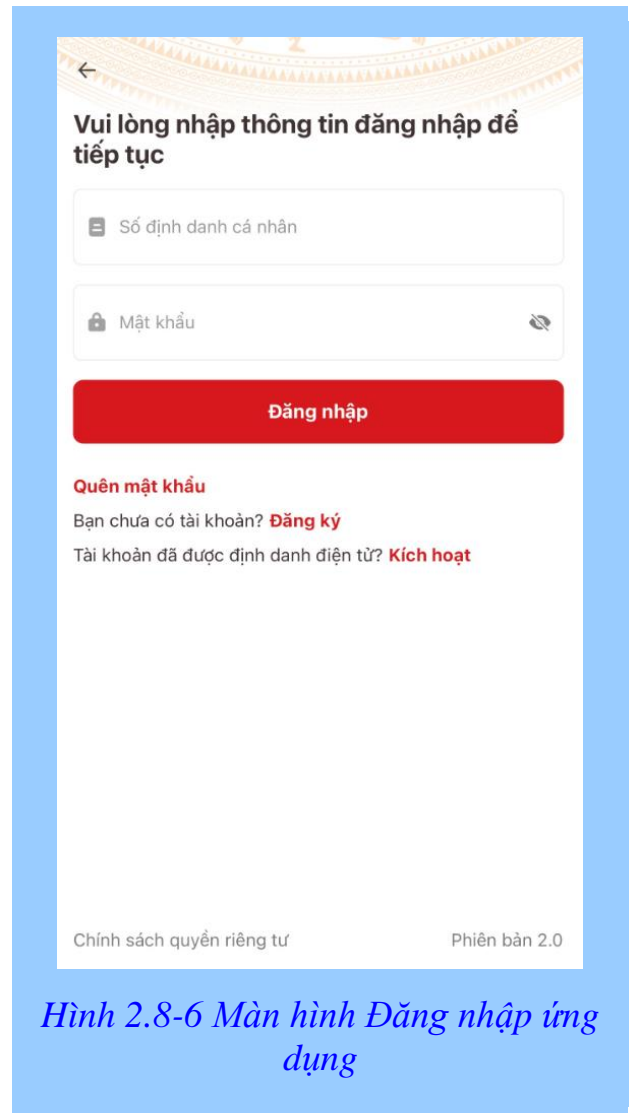 Vui lòng nhập thông tin đăng nhập để
tiếp tục
Số định danh cá nhân
Mật khẩu
Đăng nhập
Quên mật khẩu
Bạn chưa có tài khoản? Đăng ký
Tài khoản đã được định danh điện tử? Kích hoạt
Chính sách quyền riêng tư
Phiên bản 2.0
Hình 2.8-6 Màn hình Đăng nhập ứng
dụng